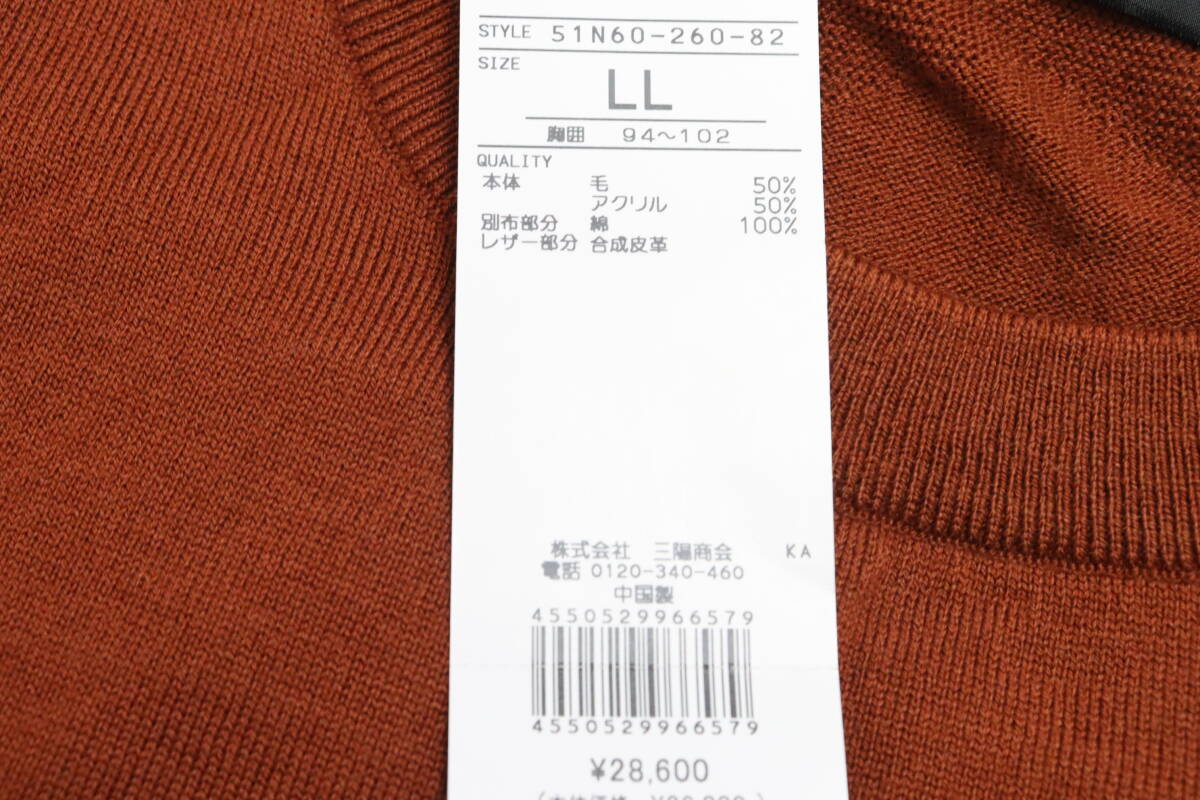 STYLE 51N60-260-82
SIZE
LL
胸囲 94～102
QUALITY
本体 毛 50%
アクリル 50%
別布部分 綿 100%
レザー部分 合成皮革
株式会社 三陽商会 KA
電話 0120-340-460
中国製
4550529966579
4550529966579
¥28,600